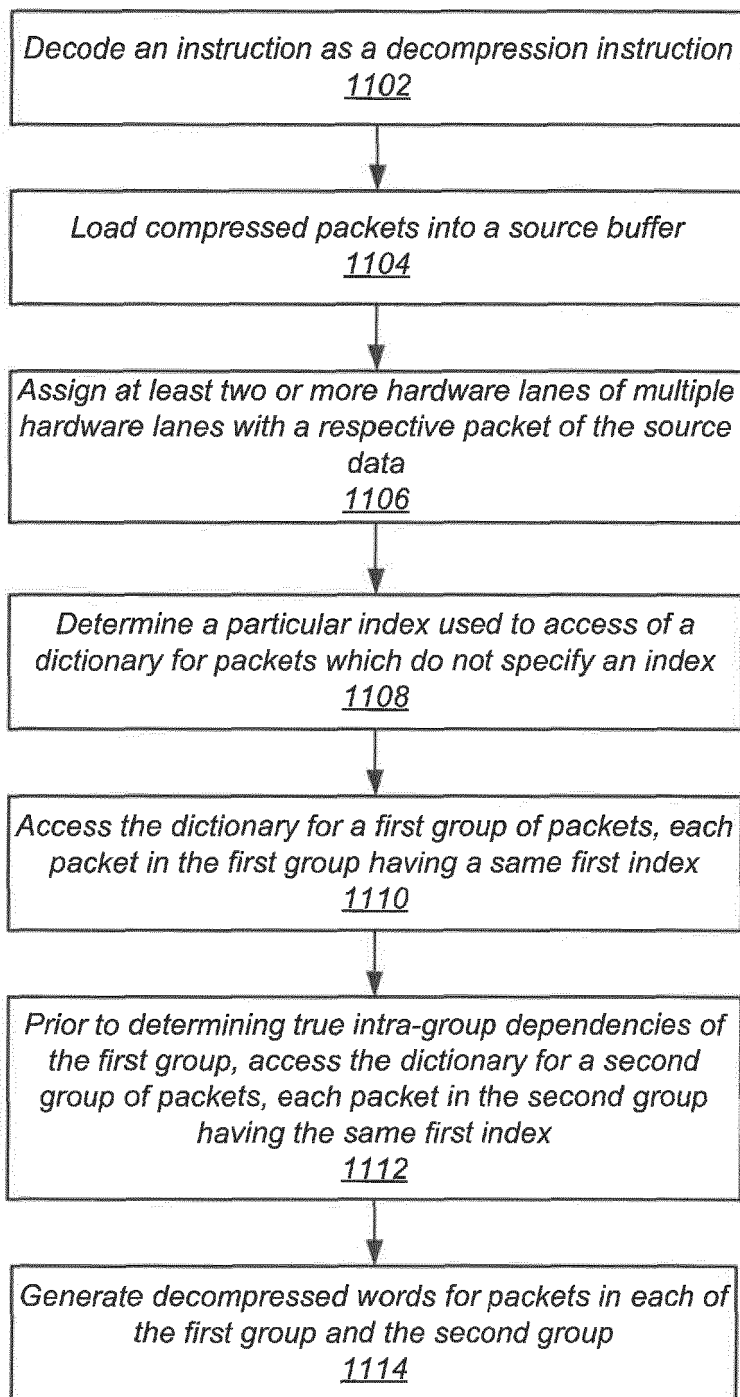 Decode an instruction as a decompression instruction
1102
Load compressed packets into a source buffer
1104
Assign at least two or more hardware lanes of multiple
hardware lanes with a respective packet of the source
data
1106
Determine a particular index used to access of a
dictionary for packets which do not specify an index
1108
Access the dictionary for a first group of packets, each
packet in the first group having a same first index
1110
Prior to determining true intra-group dependencies of
the first group, access the dictionary for a second
group of packets, each packet in the second group
having the same first index
1112
Generate decompressed words for packets in each of
the first group and the second group
1114